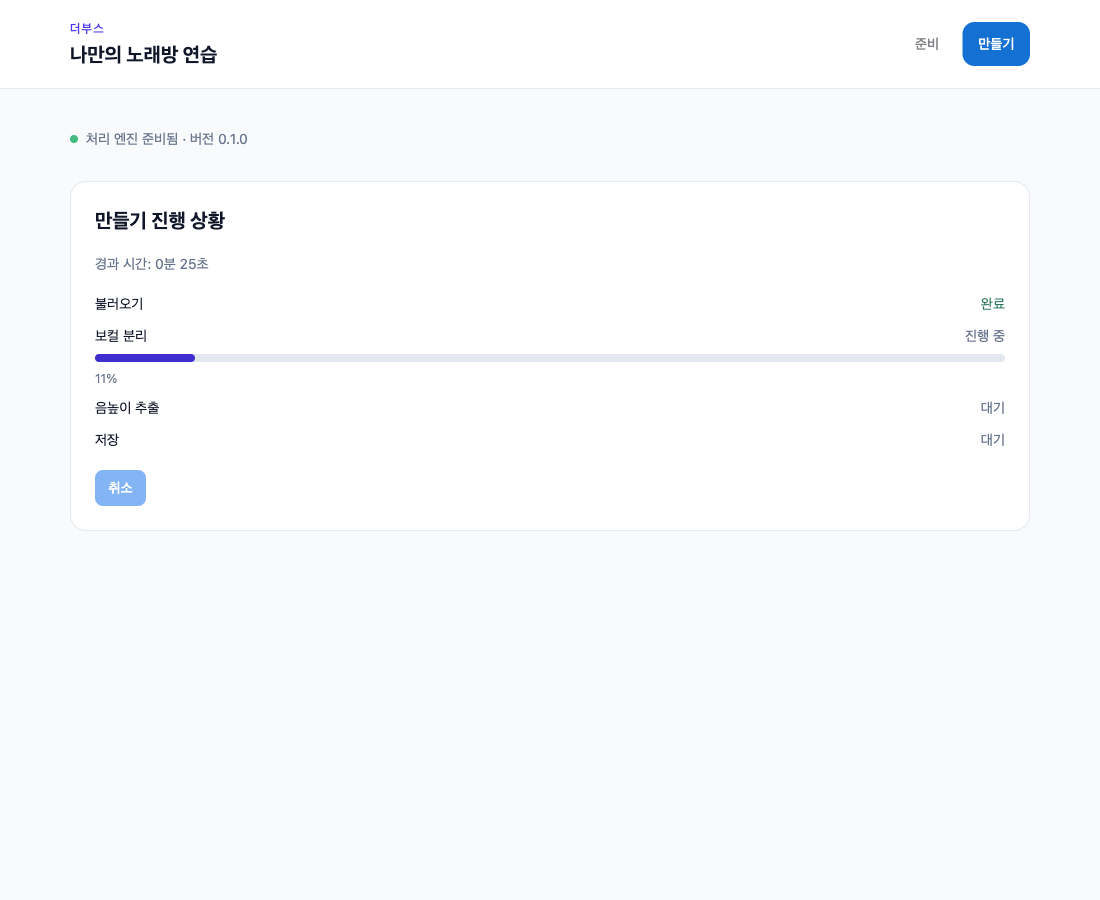 더부스
나만의 노래방 연습
준비
만들기
처리 엔진 준비됨 · 버전 0.1.0
만들기 진행 상황
경과 시간: 0분 25초
불러오기
완료
보컬 분리
진행 중
11%
음높이 추출
대기
저장
대기
취소